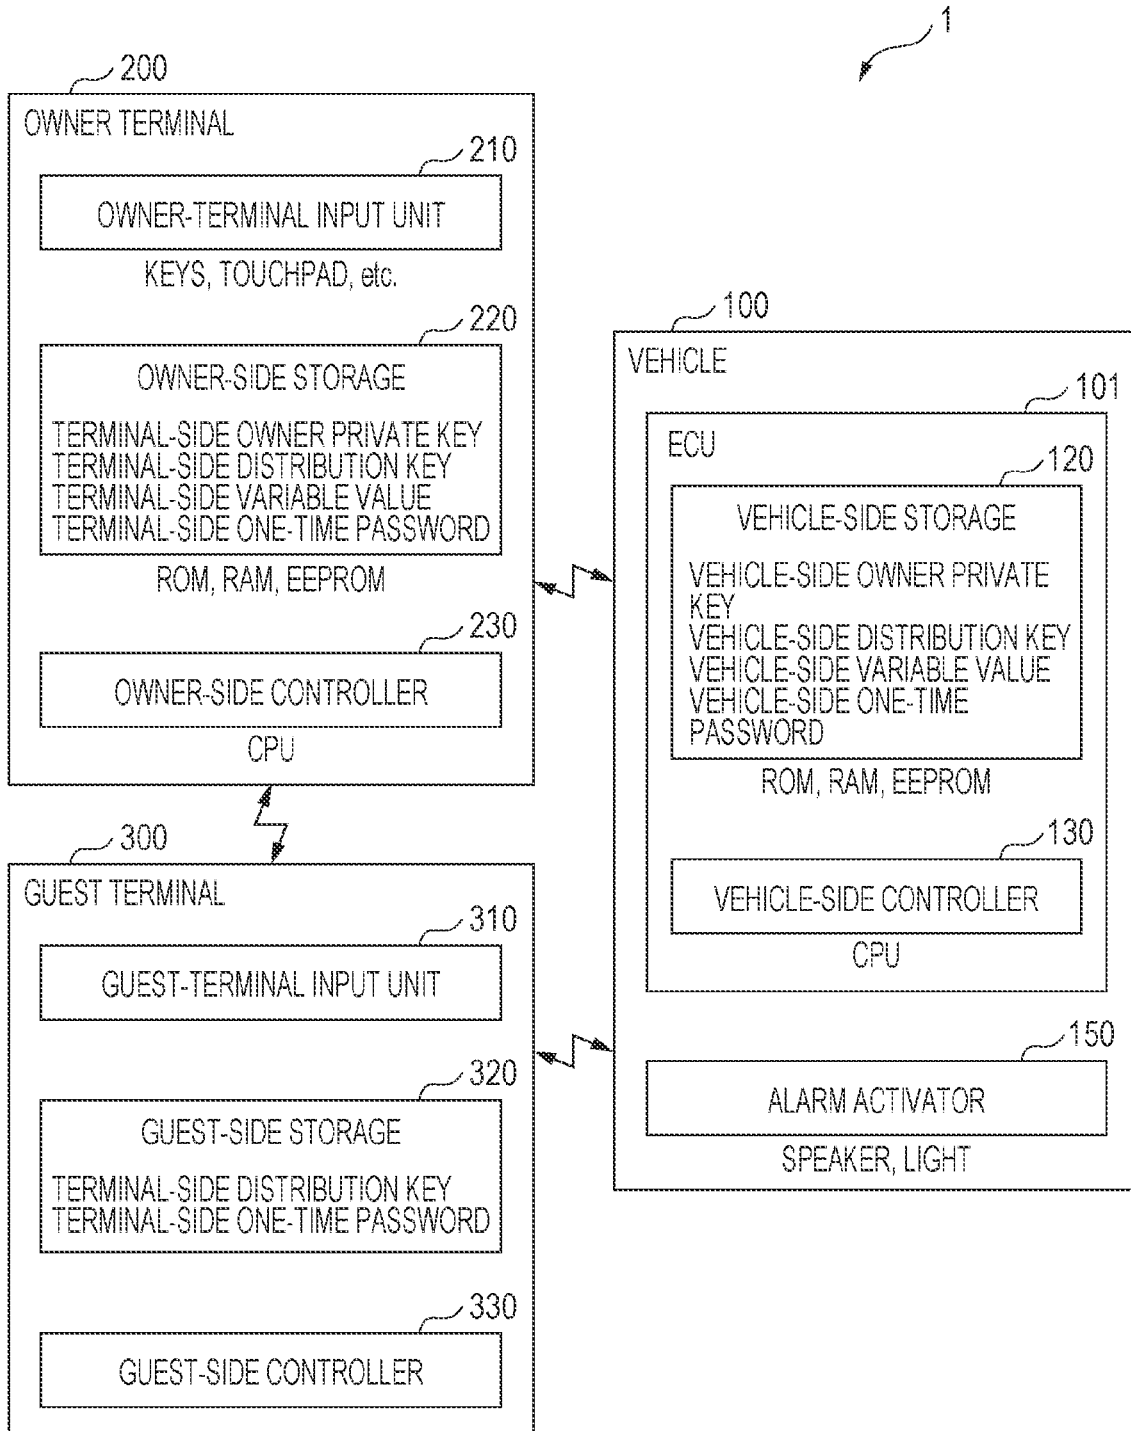 1
200
OWNER TERMINAL
210
OWNER-TERMINAL INPUT UNIT
KEYS, TOUCHPAD, etc.
220
OWNER-SIDE STORAGE
TERMINAL-SIDE OWNER PRIVATE KEY
TERMINAL-SIDE DISTRIBUTION KEY
TERMINAL-SIDE VARIABLE VALUE
TERMINAL-SIDE ONE-TIME PASSWORD
ROM, RAM, EEPROM
230
OWNER-SIDE CONTROLLER
CPU
300
GUEST TERMINAL
310
GUEST-TERMINAL INPUT UNIT
320
GUEST-SIDE STORAGE
TERMINAL-SIDE DISTRIBUTION KEY
TERMINAL-SIDE ONE-TIME PASSWORD
330
GUEST-SIDE CONTROLLER
100
VEHICLE
101
ECU
120
VEHICLE-SIDE STORAGE
VEHICLE-SIDE OWNER PRIVATE
KEY
VEHICLE-SIDE DISTRIBUTION KEY
VEHICLE-SIDE VARIABLE VALUE
VEHICLE-SIDE ONE-TIME
PASSWORD
ROM, RAM, EEPROM
130
VEHICLE-SIDE CONTROLLER
CPU
150
ALARM ACTIVATOR
SPEAKER, LIGHT